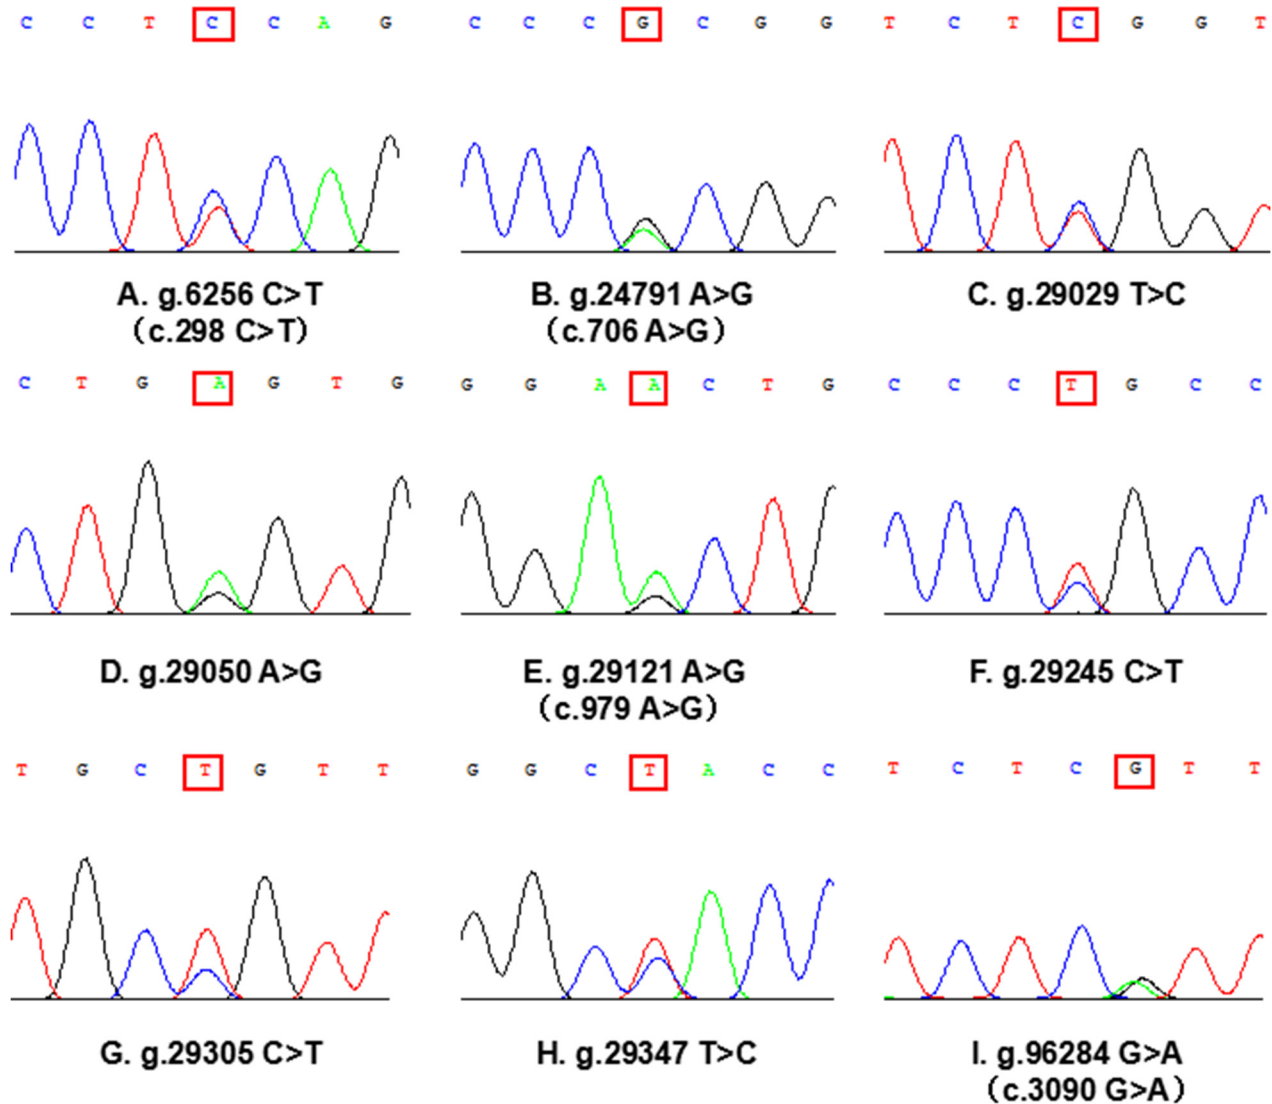 C C T C C A G
C C C G C G G
T C T C G G T
A. g.6256 C>T
(c.298 C>T)
B. g.24791 A>G
(c.706 A>G)
C. g.29029 T>C
C T G A G T G
G G A A C T G
C C C T G C C
D. g.29050 A>G
E. g.29121 A>G
(c.979 A>G)
F. g.29245 C>T
T G C T G T T
G G C T A C C
T C T C G T T
G. g.29305 C>T
H. g.29347 T>C
I. g.96284 G>A
(c.3090 G>A)